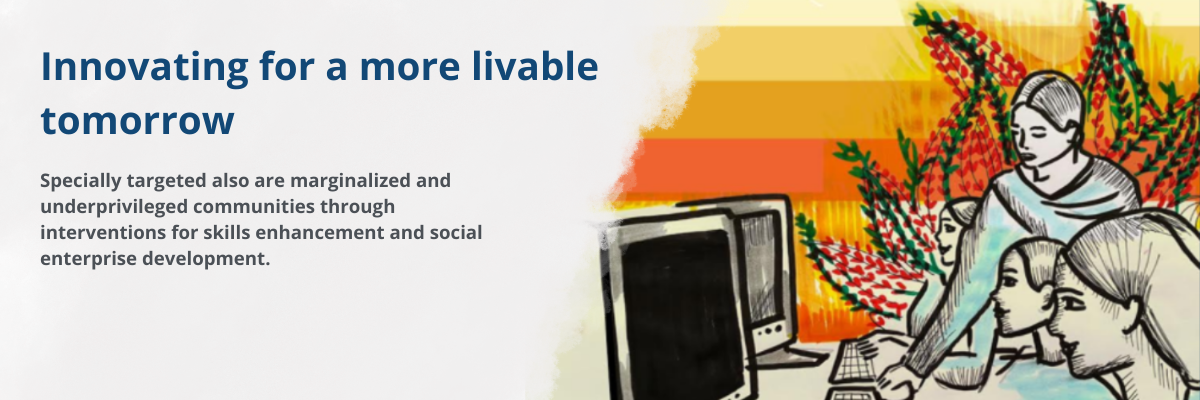 Innovating for a more livable
tomorrow
Specially targeted also are marginalized and
underprivileged communities through
interventions for skills enhancement and social
enterprise development.